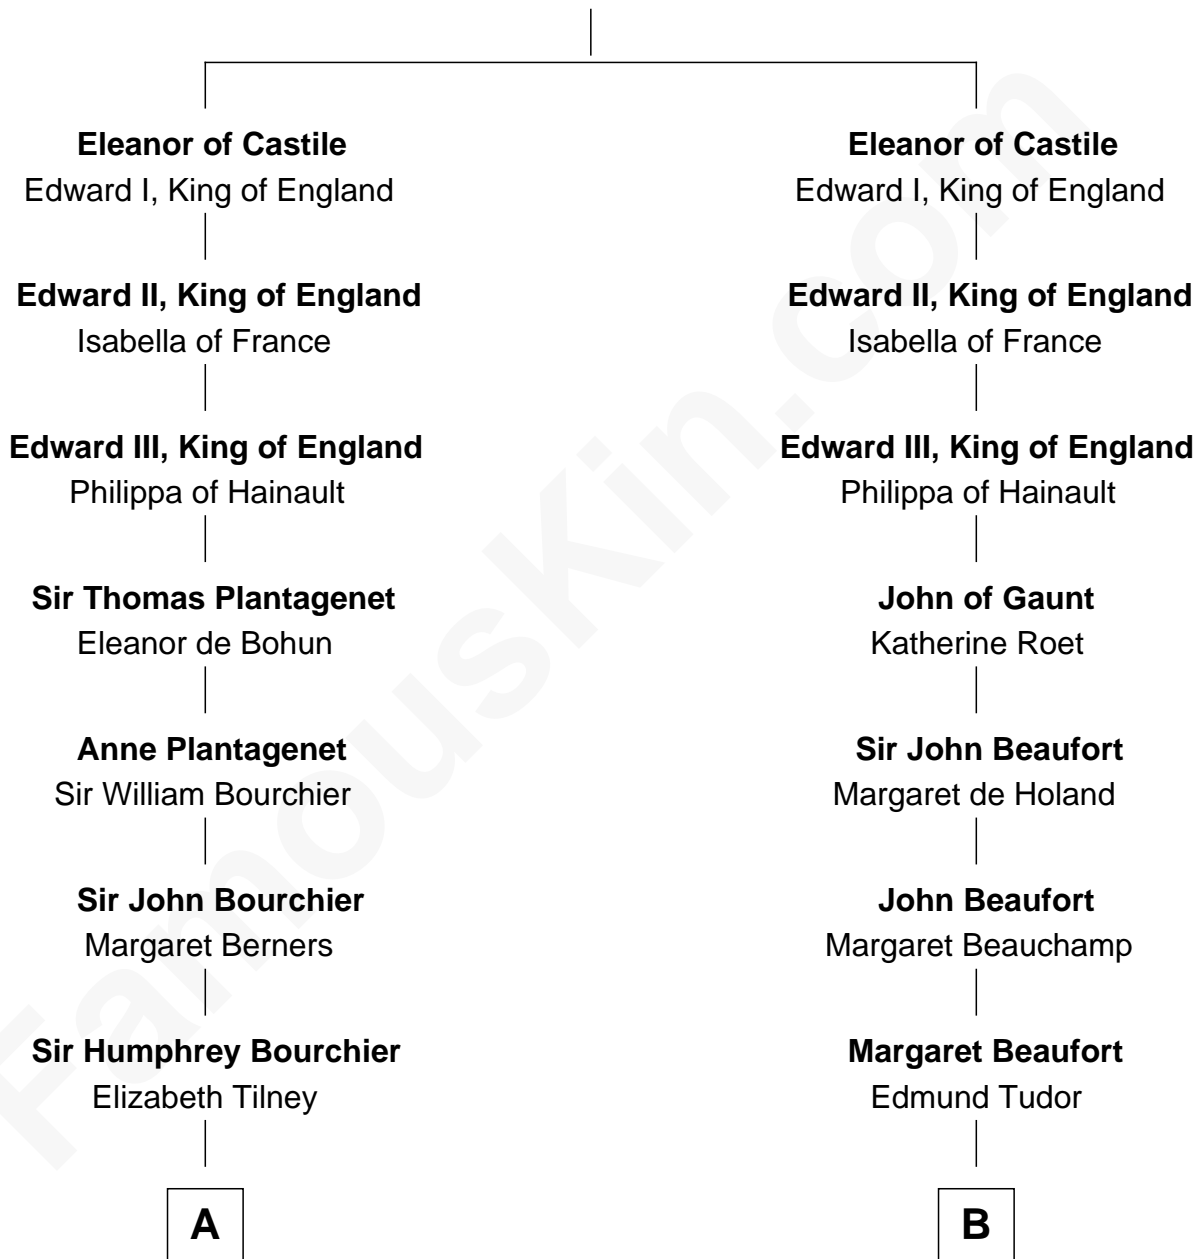 Eleanor of Castile
Edward I, King of England
Edward II, King of England
Isabella of France
Edward III, King of England
Philippa of Hainault
Sir Thomas Plantagenet
Eleanor de Bohun
Anne Plantagenet
Sir William Bourchier
Sir John Bourchier
Margaret Berners
Sir Humphrey Bourchier
Elizabeth Tilney
A
Eleanor of Castile
Edward I, King of England
Edward II, King of England
Isabella of France
Edward III, King of England
Philippa of Hainault
John of Gaunt
Katherine Roet
Sir John Beaufort
Margaret de Holand
John Beaufort
Margaret Beauchamp
Margaret Beaufort
Edmund Tudor
B
FamousKin.com